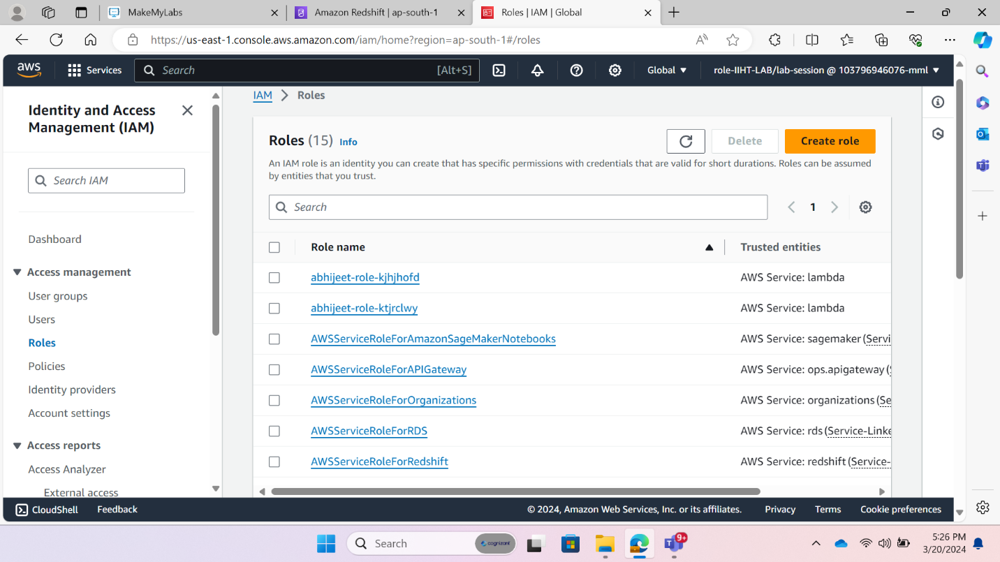 MakeMyLabs
Amazon Redshift | ap-south-1
Roles | IAM | Global
https://us-east-1.console.aws.amazon.com/iam/home?region=ap-south-1#/roles
aws
Services
Search
[Alt+S]
Global
role-IIHT-LAB/lab-session @ 103796946076-mml
Identity and Access
Management (IAM)
Search IAM
Dashboard
Access management
User groups
Users
Roles
Policies
Identity providers
Account settings
Access reports
Access Analyzer
External access
IAM > Roles
Roles (15) Info
Delete
Create role
An IAM role is an identity you can create that has specific permissions with credentials that are valid for short durations. Roles can be assumed
by entities that you trust.
Search
1
Role name Trusted entities
abhijeet-role-kjhjhofd AWS Service: lambda
abhijeet-role-ktjrclwy AWS Service: lambda
AWSServiceRoleForAmazonSageMakerNotebooks AWS Service: sagemaker (Servi
AWSServiceRoleForAPIGateway AWS Service: ops.apigateway (
AWSServiceRoleForOrganizations AWS Service: organizations (Se
AWSServiceRoleForRDS AWS Service: rds (Service-Linke
AWSServiceRoleForRedshift AWS Service: redshift (Service-
CloudShell
Feedback
© 2024, Amazon Web Services, Inc. or its affiliates.
Privacy
Terms
Cookie preferences
Search
cognizant
9+
5:26 PM
3/20/2024